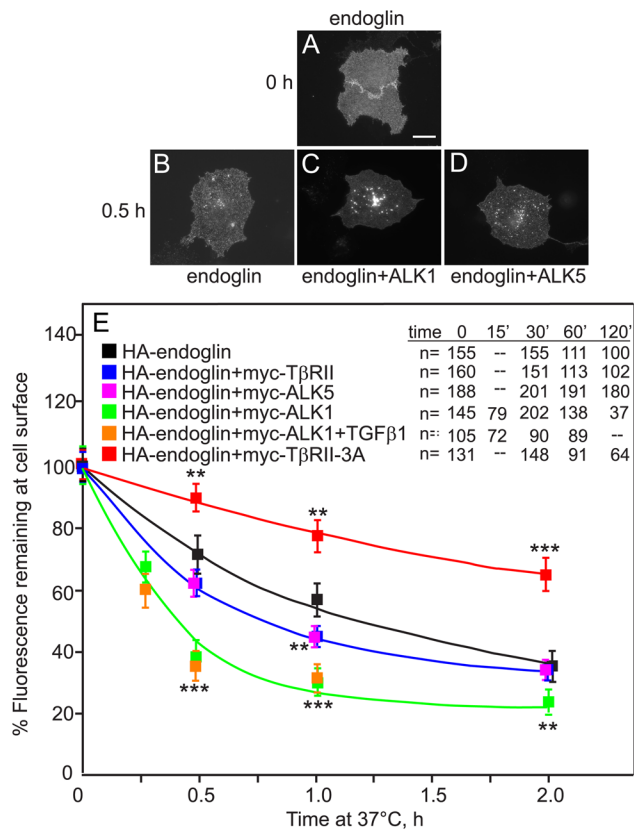 endoglin
A
0 h
B
C
D
0.5 h
endoglin
endoglin+ALK1
endoglin+ALK5
E
HA-endoglin
HA-endoglin+myc-TβRII
HA-endoglin+myc-ALK5
HA-endoglin+myc-ALK1
HA-endoglin+myc-ALK1+TGFβ1
HA-endoglin+myc-TβRII-3A
time 0 15' 30' 60' 120'
n= 155 -- 155 111 100
n= 160 -- 151 113 102
n= 188 -- 201 191 180
n= 145 79 202 138 37
n= 105 72 90 89 --
n= 131 -- 148 91 64
% Fluorescence remaining at cell surface
140
120
100
80
60
40
20
0
**
**
***
**
***
***
**
0 0.5 1.0 1.5 2.0
Time at 37°C, h